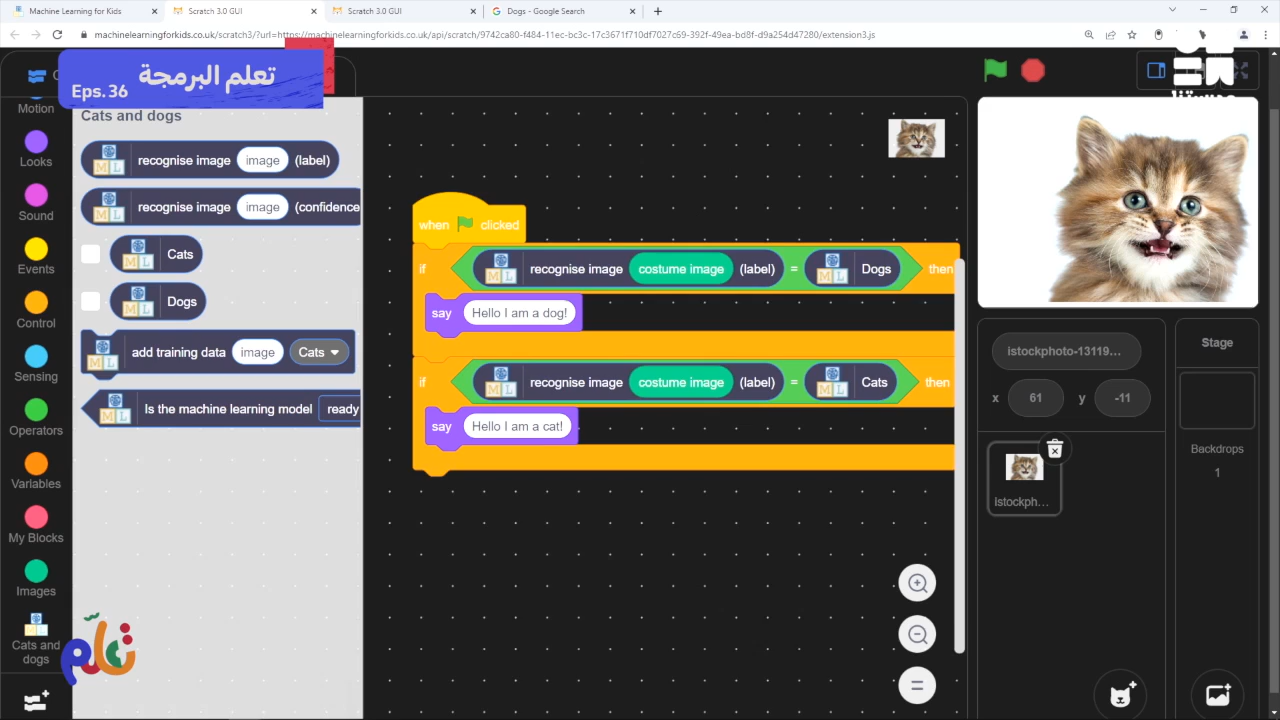 Machine Learning for Kids
Scratch 3.0 GUI
Scratch 3.0 GUI
Dogs - Google Search
machinelearningforkids.co.uk/scratch3/?url=https://machinelearningforkids.co.uk/api/scratch/9742ca80-f484-11ec-bc3c-17c3671f710df7027c69-392f-49ea-bd8f-d9a254d47280/extension3.js
تعلم البرمجة
Eps.36
Motion
Looks
Sound
Events
Control
Sensing
Operators
Variables
My Blocks
Images
Cats and
dogs
Cats and dogs
recognise image image (label)
recognise image image (confidence
Cats
Dogs
add training data image Cats
Is the machine learning model ready
when clicked
if recognise image costume image (label) = Dogs then
say Hello I am a dog!
if recognise image costume image (label) = Cats then
say Hello I am a cat!
istockphoto-13119...
x 61 y -11
istockph...
Stage
Backdrops
1
نتعلم